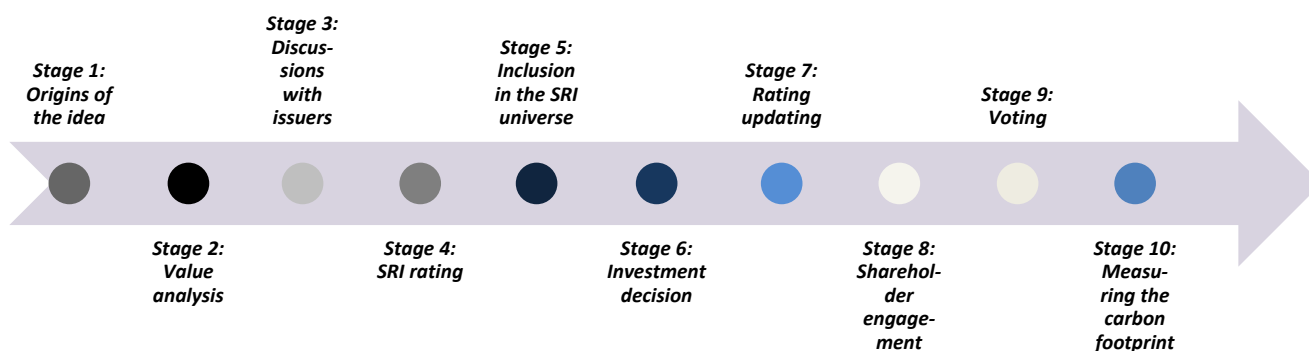 Stage 1:
Origins of
the idea
Stage 2:
Value
analysis
Stage 3:
Discus-
sions
with
issuers
Stage 4:
SRI rating
Stage 5:
Inclusion
in the SRI
universe
Stage 6:
Investment
decision
Stage 7:
Rating
updating
Stage 8:
Sharehol-
der
engage-
ment
Stage 9:
Voting
Stage 10:
Measu-
ring the
carbon
footprint